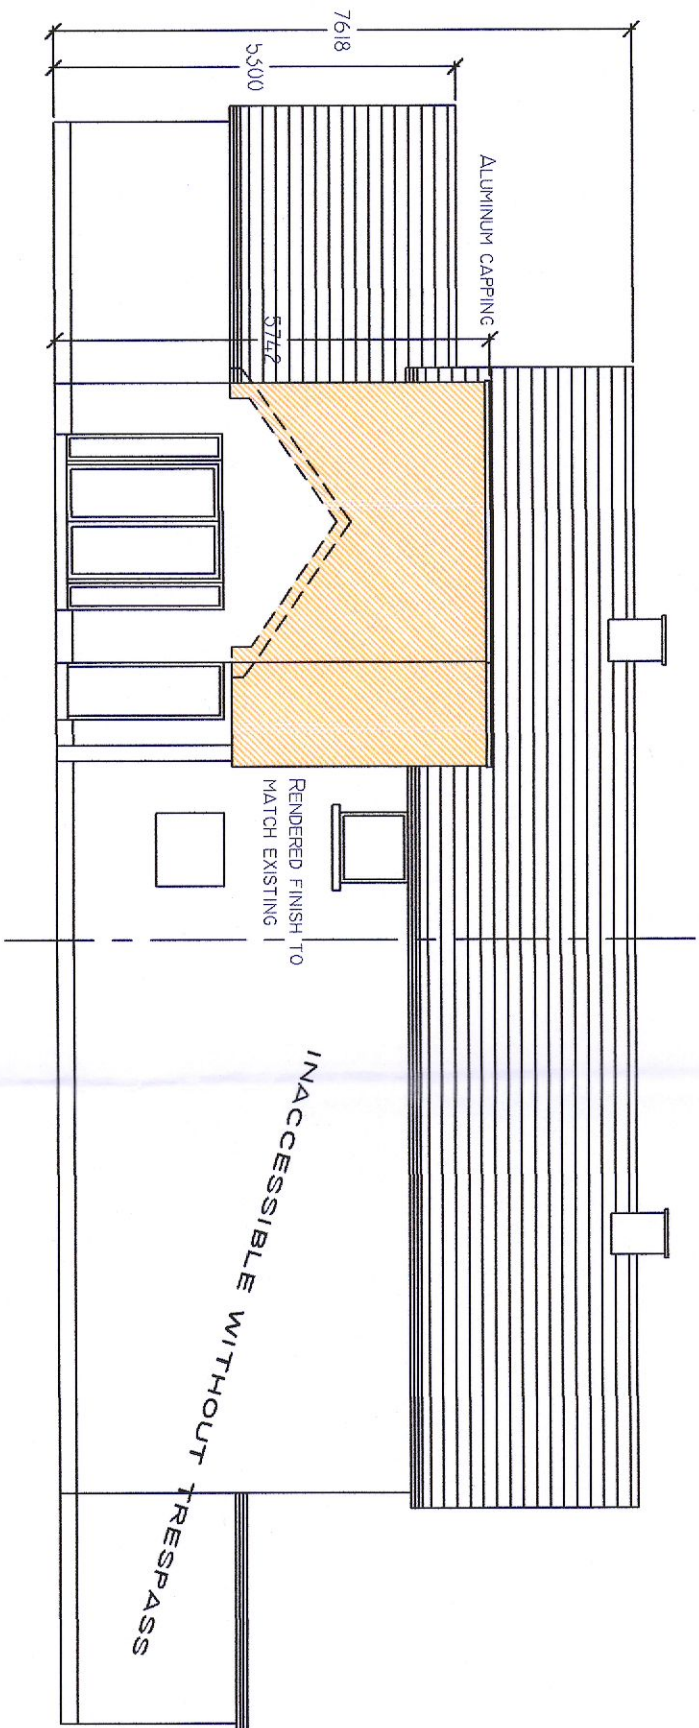 7618
5300
ALUMINUM CAPPING
5742
RENDERED FINISH TO
MATCH EXISTING
INACCESSIBLE WITHOUT TRESPASS